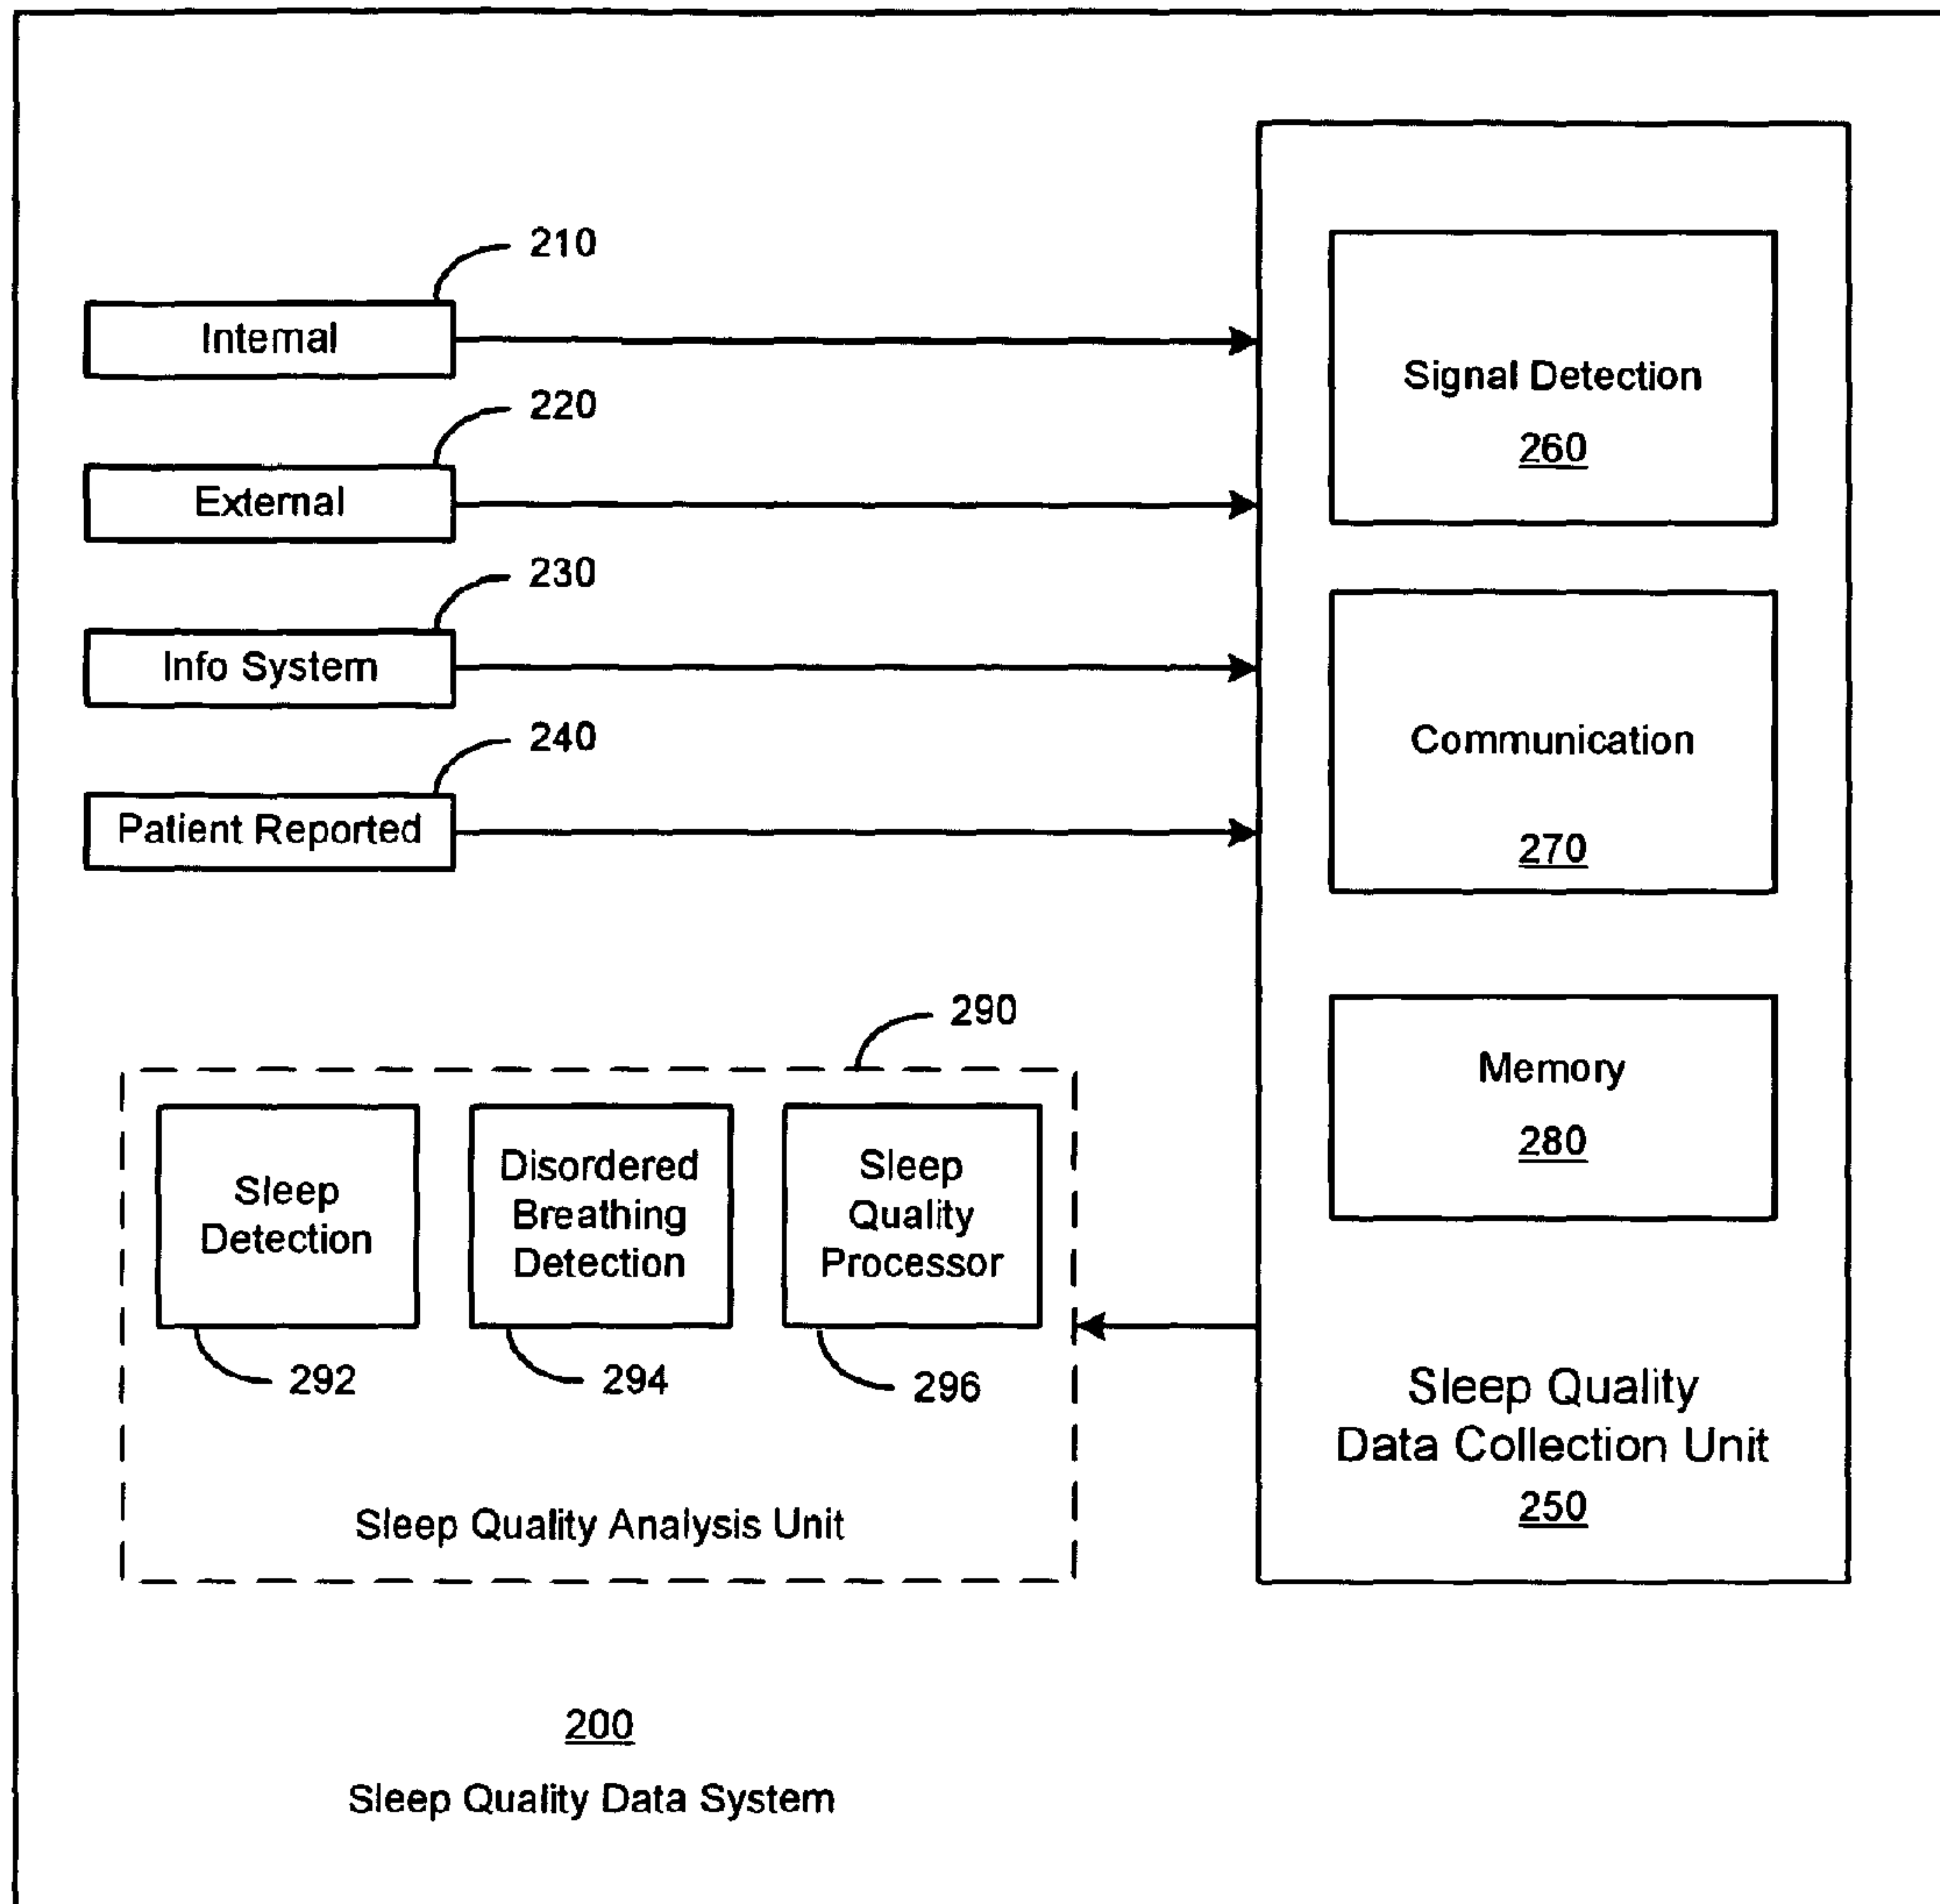 210
Internal
220
External
230
Info System
240
Patient Reported
Signal Detection
260
Communication
270
Memory
280
Sleep Quality
Data Collection Unit
250
290
Sleep
Detection
292
Disordered
Breathing
Detection
294
Sleep
Quality
Processor
296
Sleep Quality Analysis Unit
200
Sleep Quality Data System